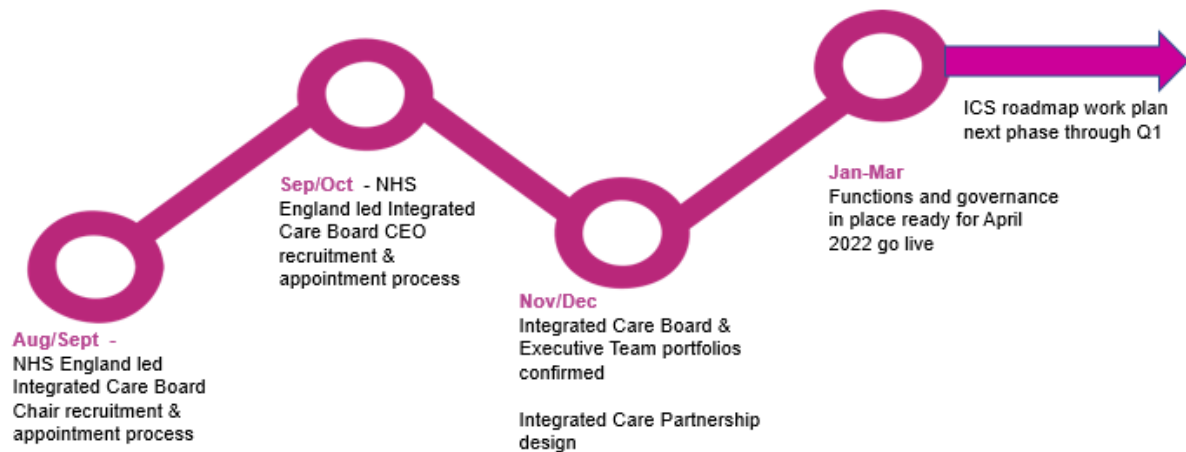 Aug/Sept -
NHS England led
Integrated Care Board
Chair recruitment &
appointment process
Sep/Oct - NHS
England led Integrated
Care Board CEO
recruitment &
appointment process
Nov/Dec
Integrated Care Board &
Executive Team portfolios
confirmed
Integrated Care Partnership
design
Jan-Mar
Functions and governance
in place ready for April
2022 go live
ICS roadmap work plan
next phase through Q1